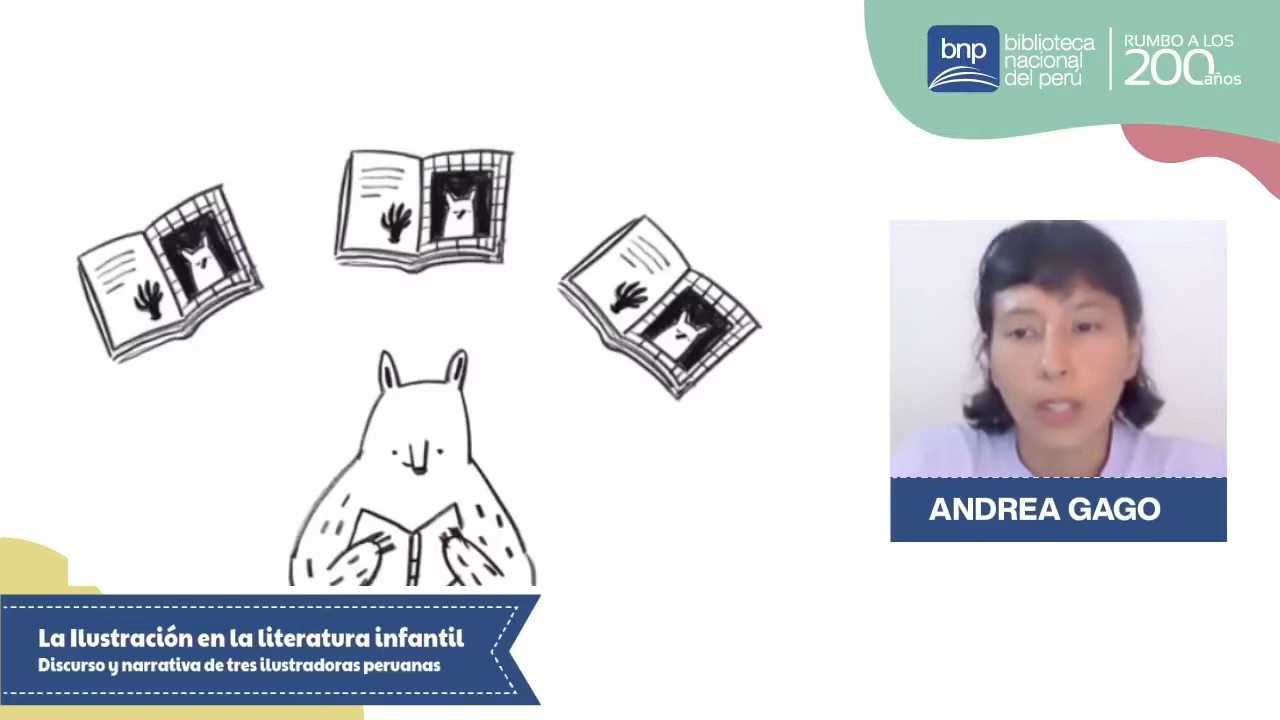 bnp
biblioteca
nacional
del perú
RUMBO A LOS
200 años
ANDREA GAGO
La Ilustración en la literatura infantil
Discurso y narrativa de tres ilustradoras peruanas